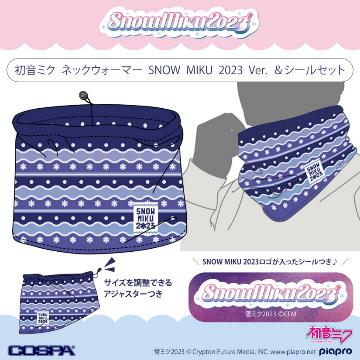 SnowMiku2023
初音ミク ネックウォーマー SNOW MIKU 2023 Ver. &シールセット
SNOW
MIKU
2023
SNOW
MIKU
2023
サイズを調整できる
アジャスターつき
SNOW MIKU 2023ロゴが入ったシールつき♪
SnowMiku2023
雪ミク2023 ©CFM
COSPA
雪ミク2023 © Crypton Future Media, INC. www.piapro.net piapro
初音ミク